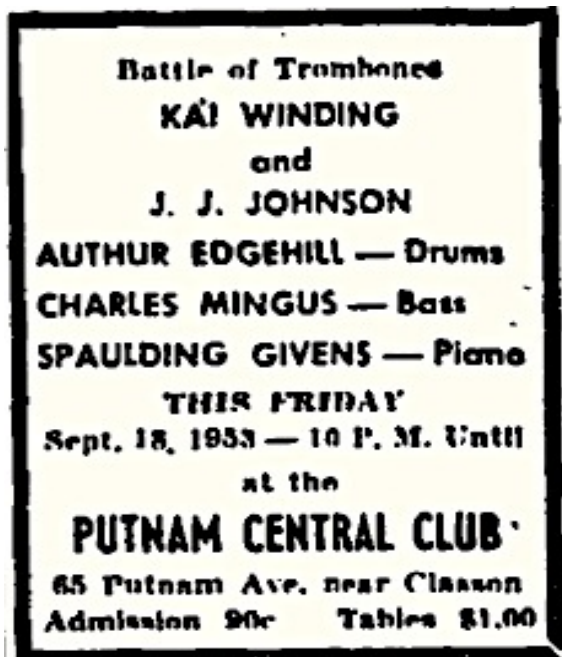 Battle of Trombones
KAI WINDING
and
J. J. JOHNSON
AUTHUR EDGEHILL — Drums
CHARLES MINGUS — Bass
SPAULDING GIVENS — Piano
THIS FRIDAY
Sept. 18, 1953 — 10 P. M. Until
at the
PUTNAM CENTRAL CLUB
65 Putnam Ave. near Classon
Admission 90c Tables $1.00